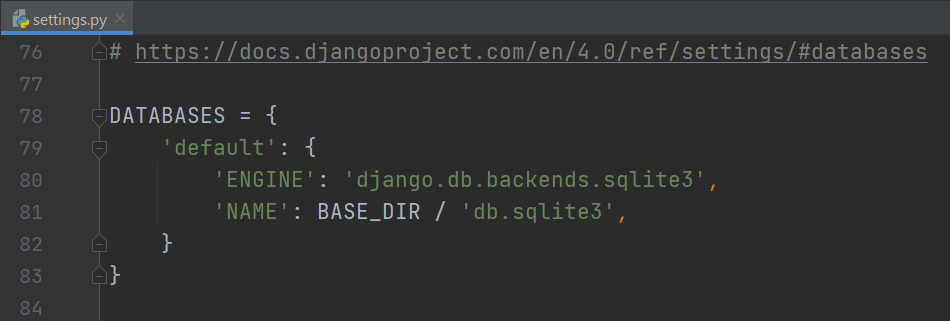 settings.py
76 # https://docs.djangoproject.com/en/4.0/ref/settings/#databases
77
78 DATABASES = {
79     'default': {
80         'ENGINE': 'django.db.backends.sqlite3',
81         'NAME': BASE_DIR / 'db.sqlite3',
82     }
83 }
84